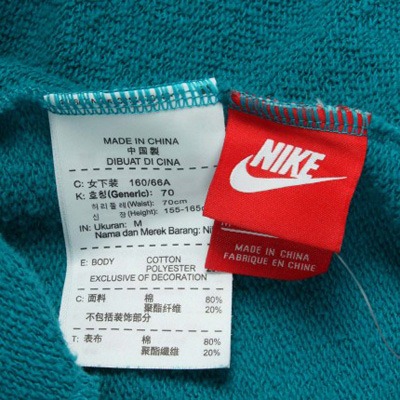 MADE IN CHINA
中国製
DIBUAT DI CINA
C: 女下装 160/66A
K: 호칭(Generic): 70
허리둘레(Waist): 70cm
신 장(Height): 155-165
IN: Ukuran: M
Nama dan Merek Barang:
E: BODY COTTON
POLYESTER
EXCLUSIVE OF DECORATION
C: 面料 棉 80%
聚酯纤维 20%
不包括装饰部分
T: 表布 棉 80%
聚酯纖維 20%
NIKE
MADE IN CHINA
FABRIQUÉ EN CHINE